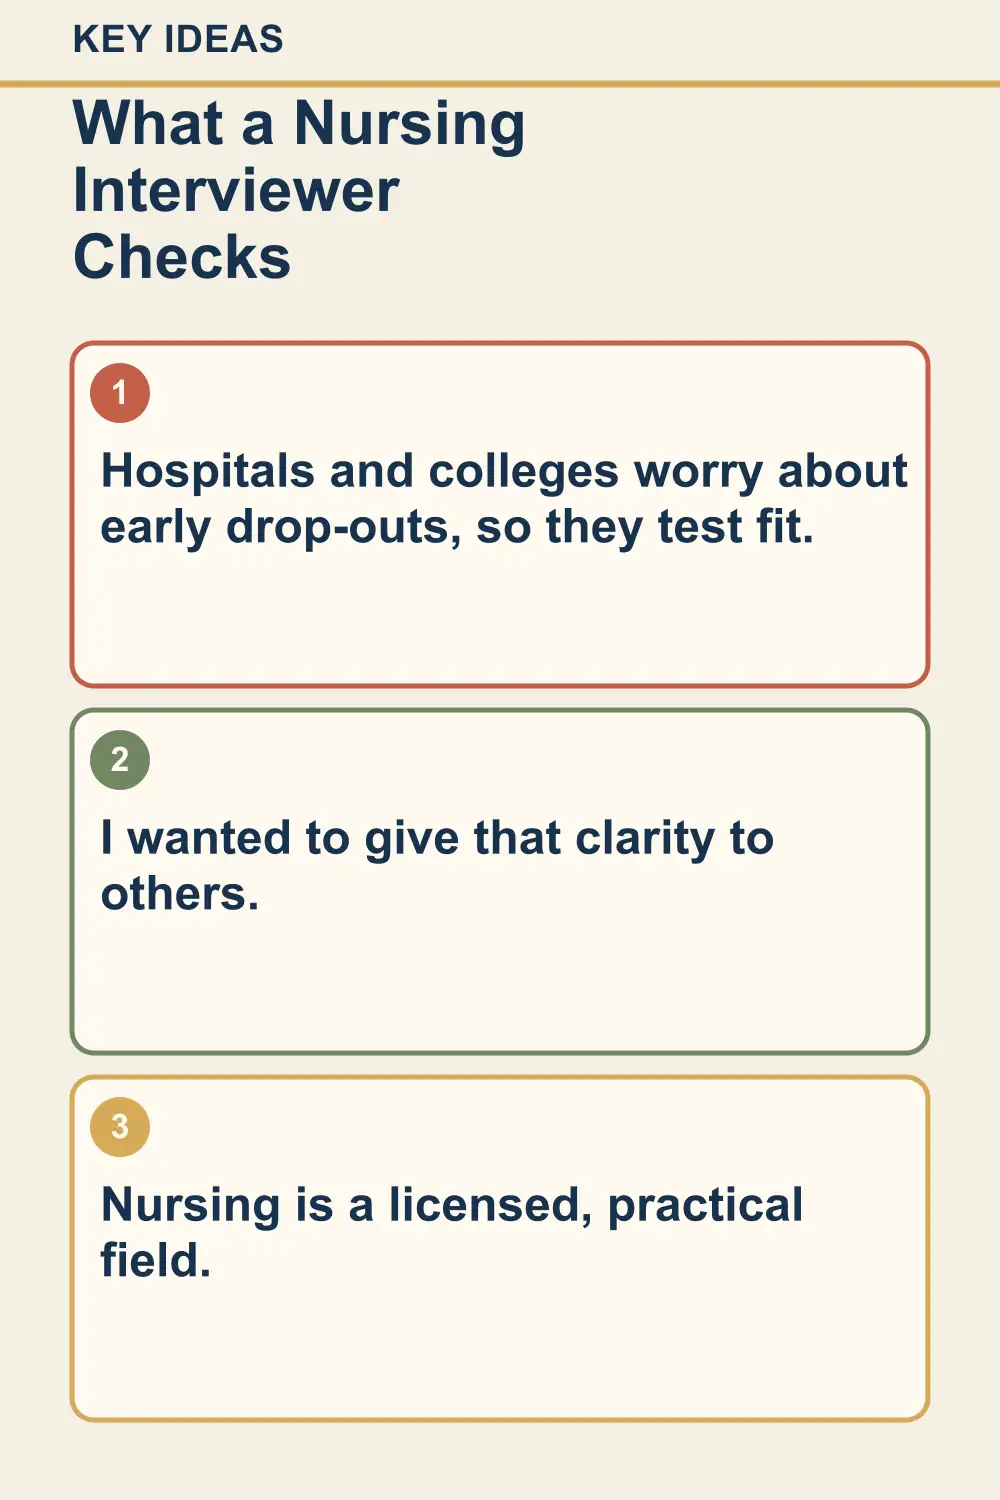 KEY IDEAS
What a Nursing
Interviewer
Checks
1
Hospitals and colleges worry about
early drop-outs, so they test fit.
2
I wanted to give that clarity to
others.
3
Nursing is a licensed, practical
field.